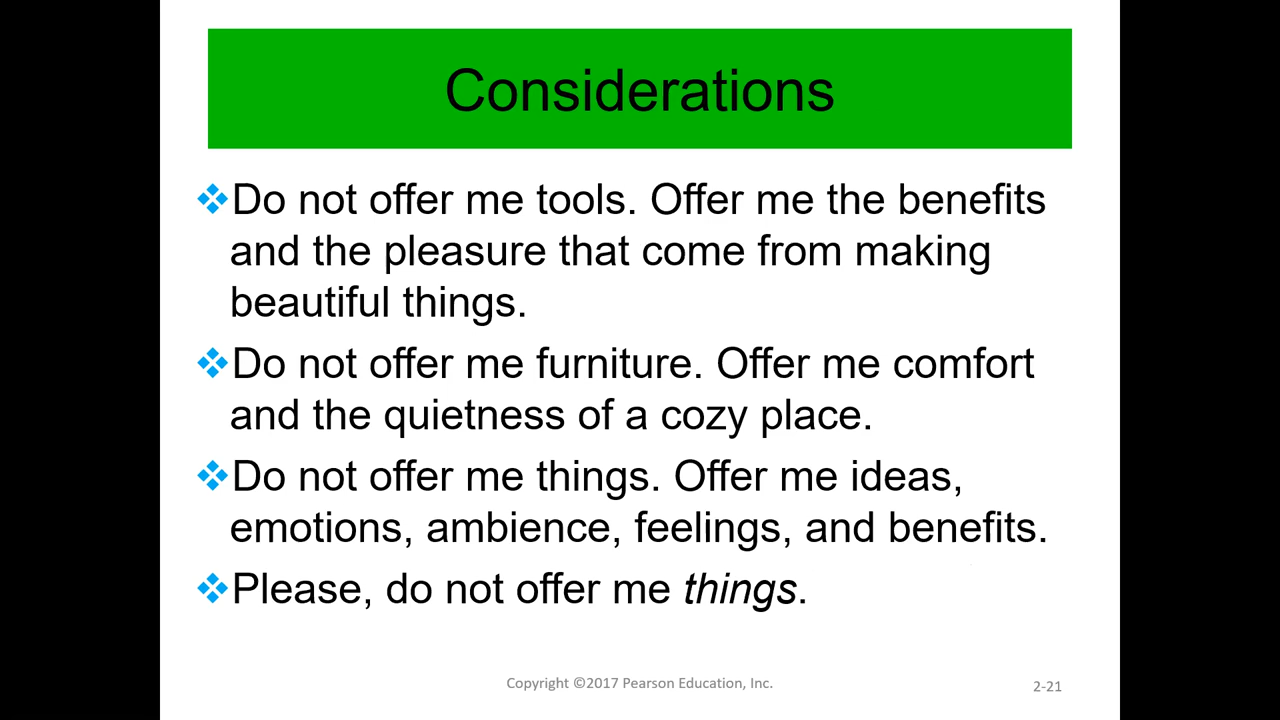 Considerations
Do not offer me tools. Offer me the benefits
and the pleasure that come from making
beautiful things.
Do not offer me furniture. Offer me comfort
and the quietness of a cozy place.
Do not offer me things. Offer me ideas,
emotions, ambience, feelings, and benefits.
Please, do not offer me things.
Copyright ©2017 Pearson Education, Inc.
2-21